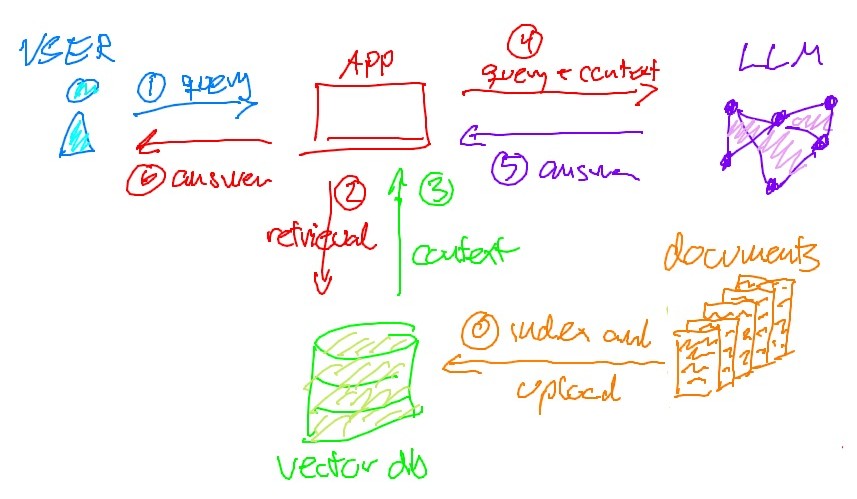 USER
APP
LLM
1 query
4
query + context
6 answer
5 answer
2
retrieval
3
context
documents
0 index and
upload
vector db